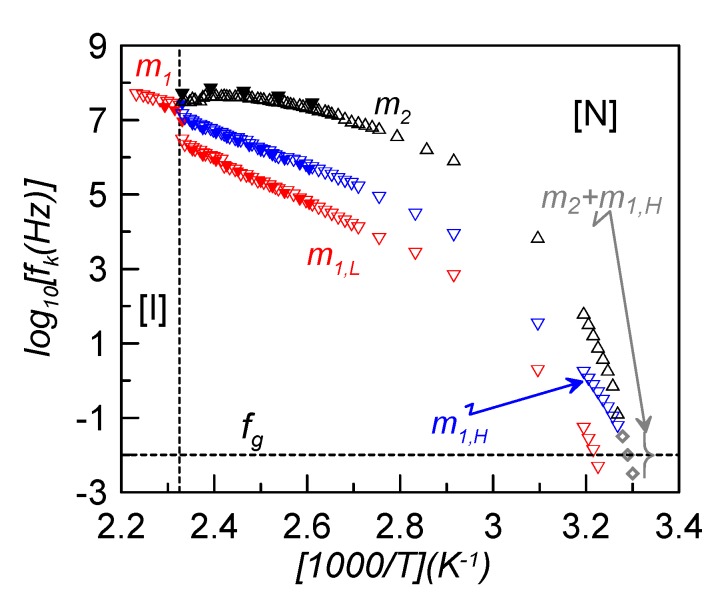 9
7
5
3
1
-1
-3
log10[fk(Hz)]
m1
m2
[N]
m2+m1,H
m1,L
[I]
m1,H
fg
2.2 2.4 2.6 2.8 3 3.2 3.4
[1000/T](K-1)